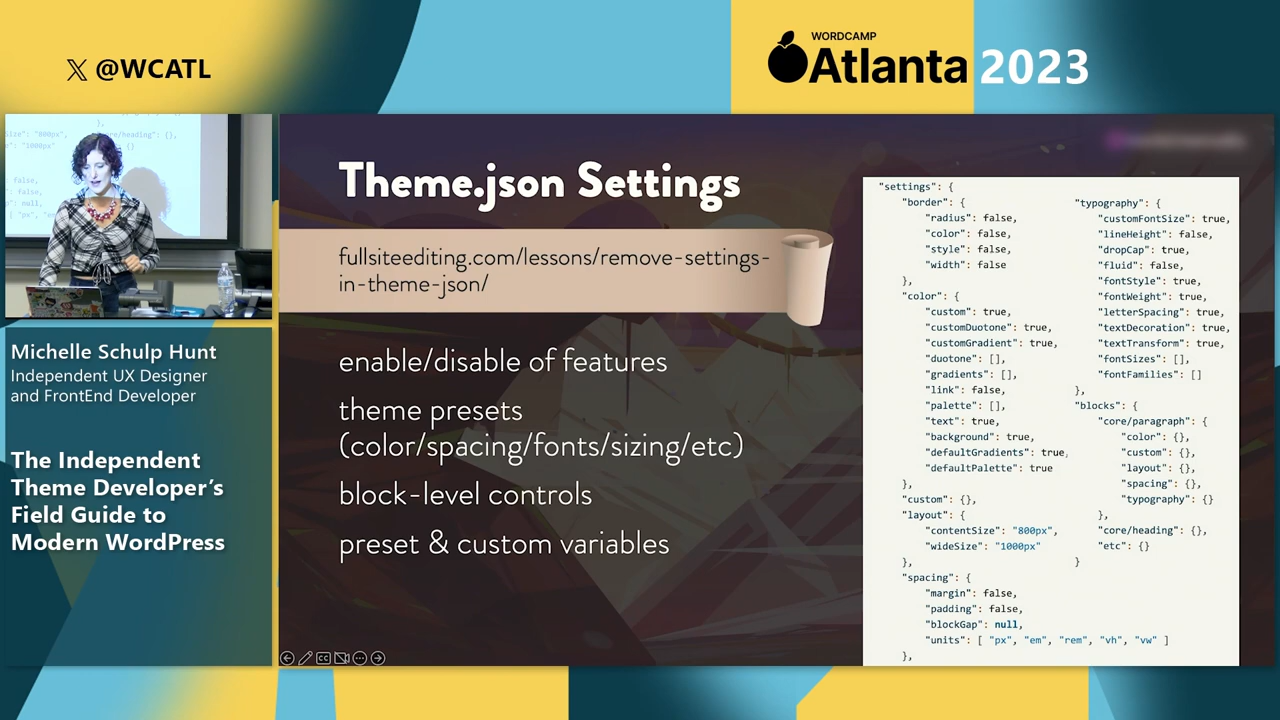 𝕏 @WCATL
WORDCAMP
Atlanta 2023
Michelle Schulp Hunt
Independent UX Designer
and FrontEnd Developer
The Independent
Theme Developer’s
Field Guide to
Modern WordPress
Theme.json Settings
fullsiteediting.com/lessons/remove-settings-
in-theme-json/
enable/disable of features
theme presets
(color/spacing/fonts/sizing/etc)
block-level controls
preset & custom variables
"settings": {
"border": {
"radius": false,
"color": false,
"style": false,
"width": false
},
"color": {
"custom": true,
"customDuotone": true,
"customGradient": true,
"duotone": [],
"gradients": [],
"link": false,
"palette": [],
"text": true,
"background": true,
"defaultGradients": true,
"defaultPalette": true
},
"custom": {},
"layout": {
"contentSize": "800px",
"wideSize": "1000px"
},
"spacing": {
"margin": false,
"padding": false,
"blockGap": null,
"units": [ "px", "em", "rem", "vh", "vw" ]
},
"typography": {
"customFontSize": true,
"lineHeight": false,
"dropCap": true,
"fluid": false,
"fontStyle": true,
"fontWeight": true,
"letterSpacing": true,
"textDecoration": true,
"textTransform": true,
"fontSizes": [],
"fontFamilies": []
},
"blocks": {
"core/paragraph": {
"color": {},
"custom": {},
"layout": {},
"spacing": {},
"typography": {}
},
"core/heading": {},
"etc": {}
}